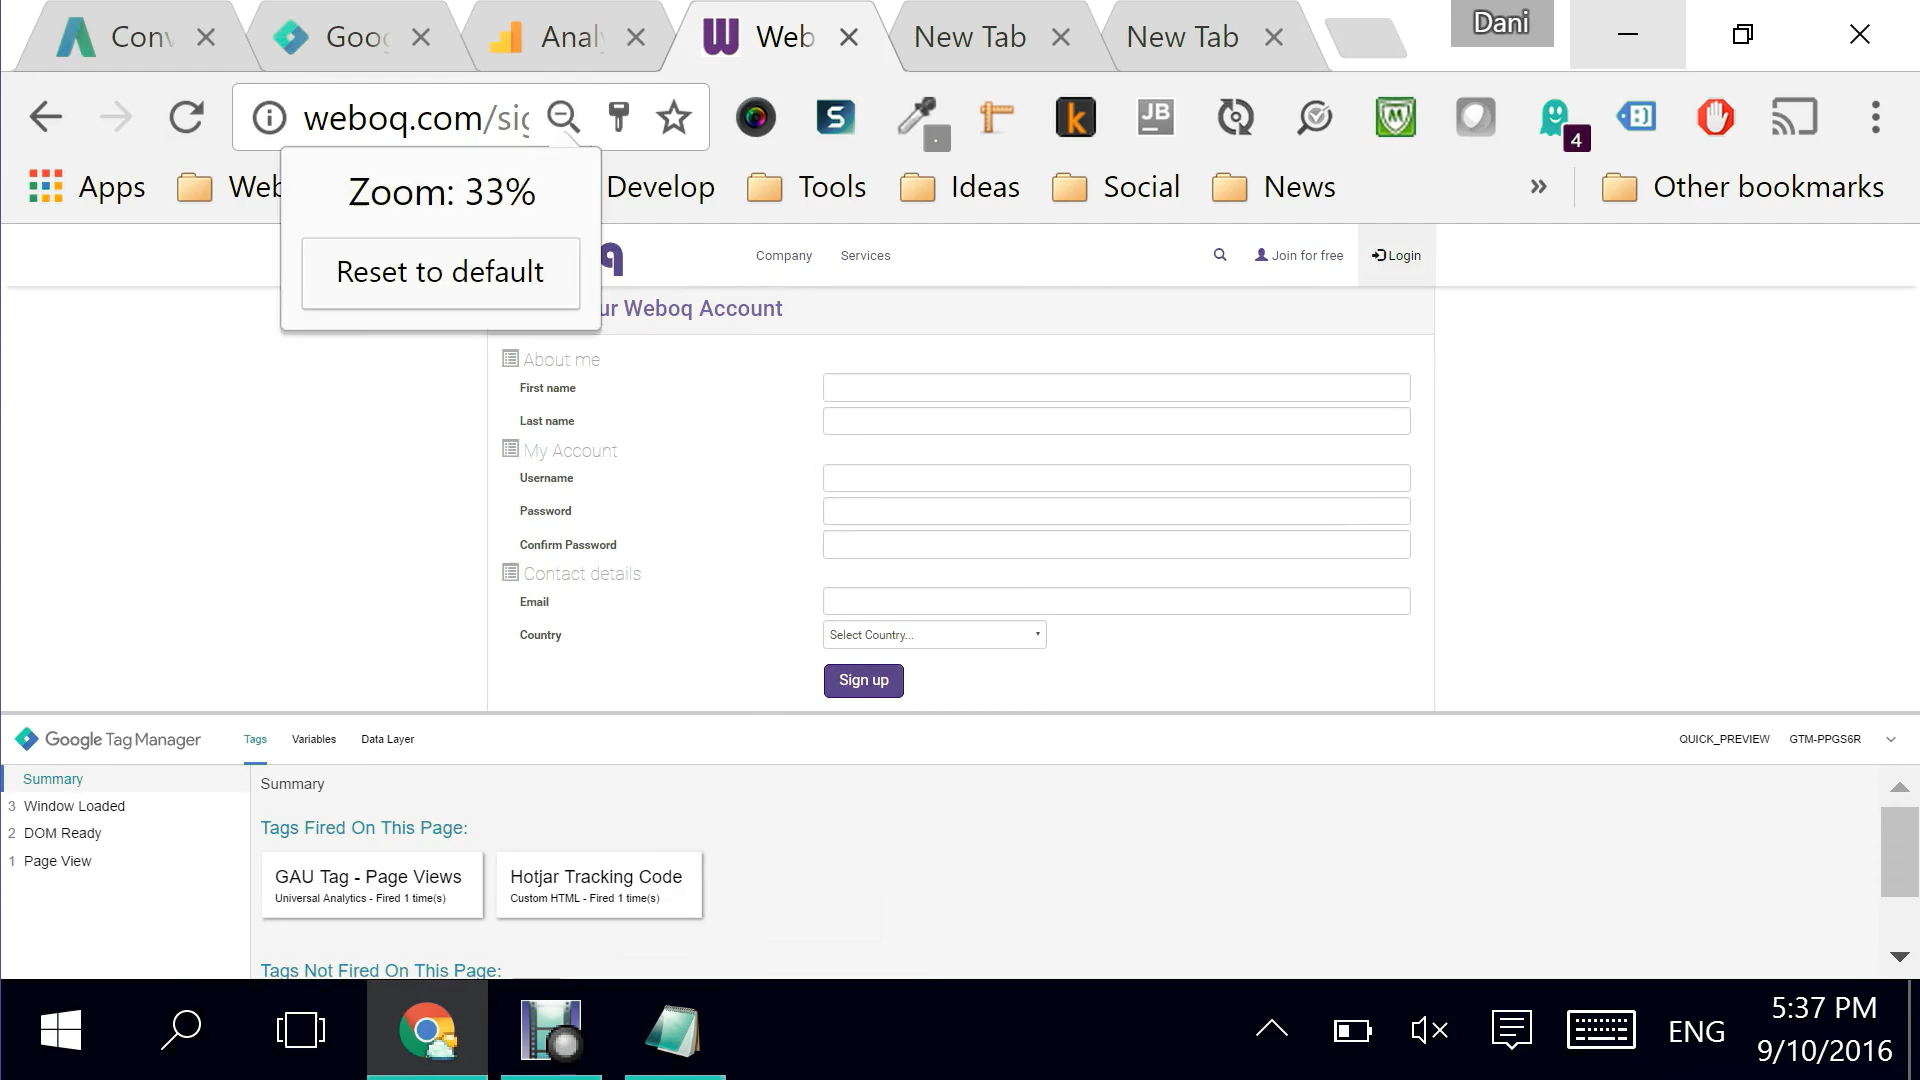 Conv
Goog
Analy
Web
New Tab
New Tab
Dani
weboq.com/sig
4
Apps
Web
Develop
Tools
Ideas
Social
News
»
Other bookmarks
Zoom: 33%
Reset to default
q
Company
Services
Join for free
Login
ur Weboq Account
About me
First name
Last name
My Account
Username
Password
Confirm Password
Contact details
Email
Country
Select Country...
Sign up
Google Tag Manager
Tags
Variables
Data Layer
QUICK_PREVIEW
GTM-PPGS6R
Summary
3 Window Loaded
2 DOM Ready
1 Page View
Summary
Tags Fired On This Page:
GAU Tag - Page Views
Universal Analytics - Fired 1 time(s)
Hotjar Tracking Code
Custom HTML - Fired 1 time(s)
Tags Not Fired On This Page:
ENG
5:37 PM
9/10/2016